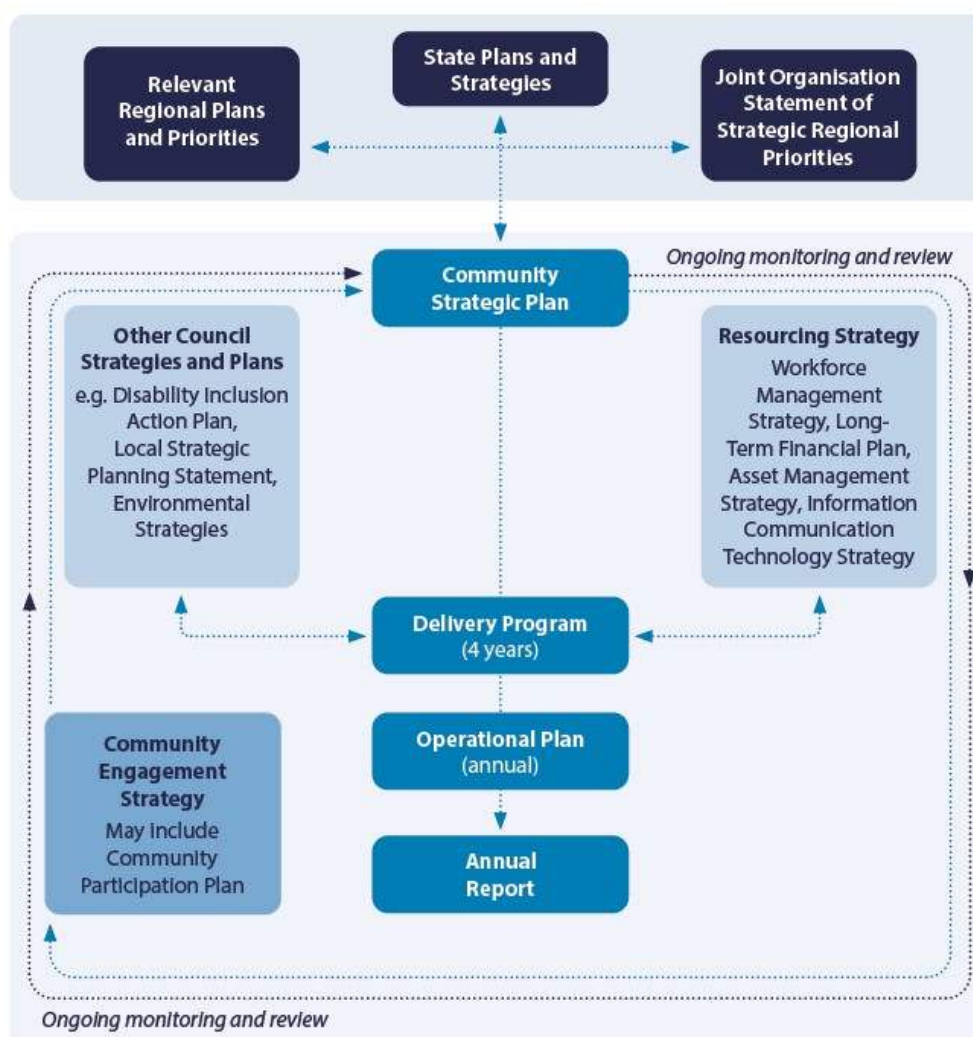 Relevant
Regional Plans
and Priorities
State Plans and
Strategies
Joint Organisation
Statement of
Strategic Regional
Priorities
Community
Strategic Plan
Ongoing monitoring and review
Other Council
Strategies and Plans
e.g. Disability Inclusion
Action Plan,
Local Strategic
Planning Statement,
Environmental
Strategies
Resourcing Strategy
Workforce
Management
Strategy, Long-
Term Financial Plan,
Asset Management
Strategy, Information
Communication
Technology Strategy
Delivery Program
(4 years)
Community
Engagement
Strategy
May include
Community
Participation Plan
Operational Plan
(annual)
Annual
Report
Ongoing monitoring and review